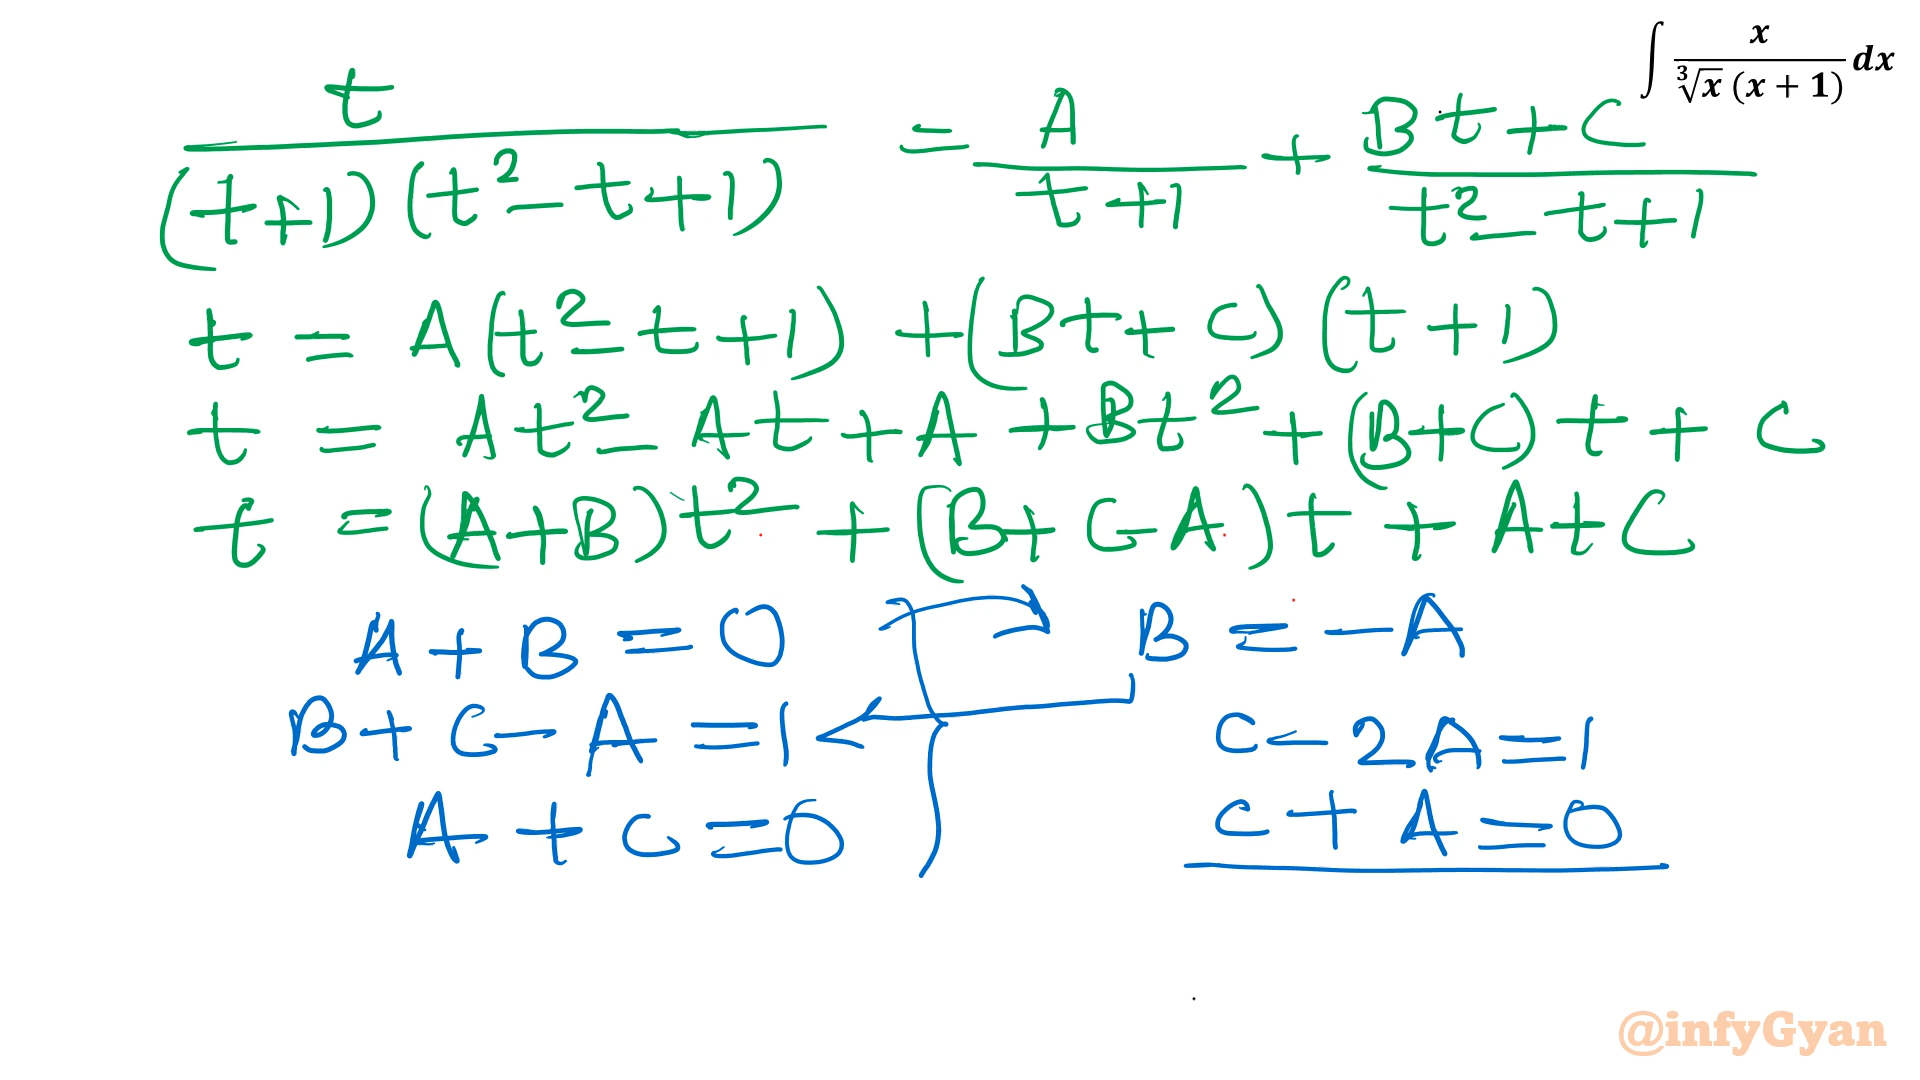 ∫ x / (∛x (x + 1)) dx
t / ((t+1)(t²-t+1)) = A / (t+1) + (Bt+C) / (t²-t+1)
t = A(t²-t+1) + (Bt+C)(t+1)
t = At²-At+A+Bt²+(B+C)t+C
t = (A+B)t² + (B+C-A)t + A+C
A+B=0 B=-A
B+C-A=1 C-2A=1
A+C=0 C+A=0
@infyGyan